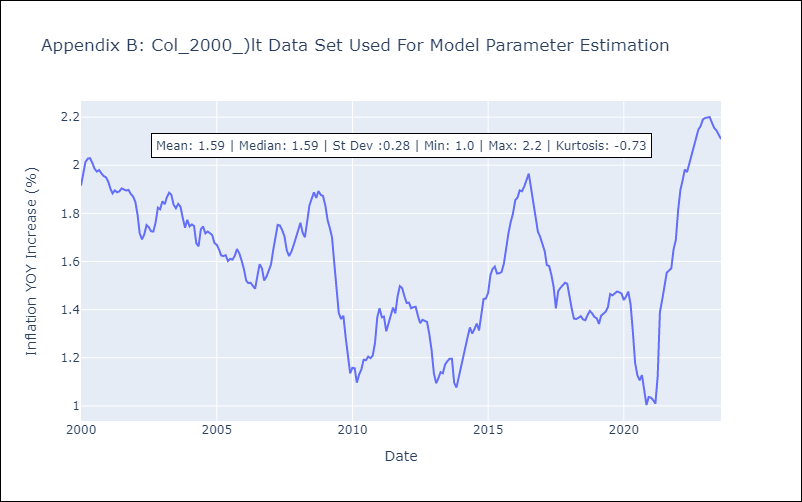 Appendix B: Col_2000_)lt Data Set Used For Model Parameter Estimation
2.2
Mean: 1.59 | Median: 1.59 | St Dev :0.28 | Min: 1.0 | Max: 2.2 | Kurtosis: -0.73
2
1.8
1.6
1.4
1.2
1
Inflation YOY Increase (%)
2000 2005 2010 2015 2020
Date